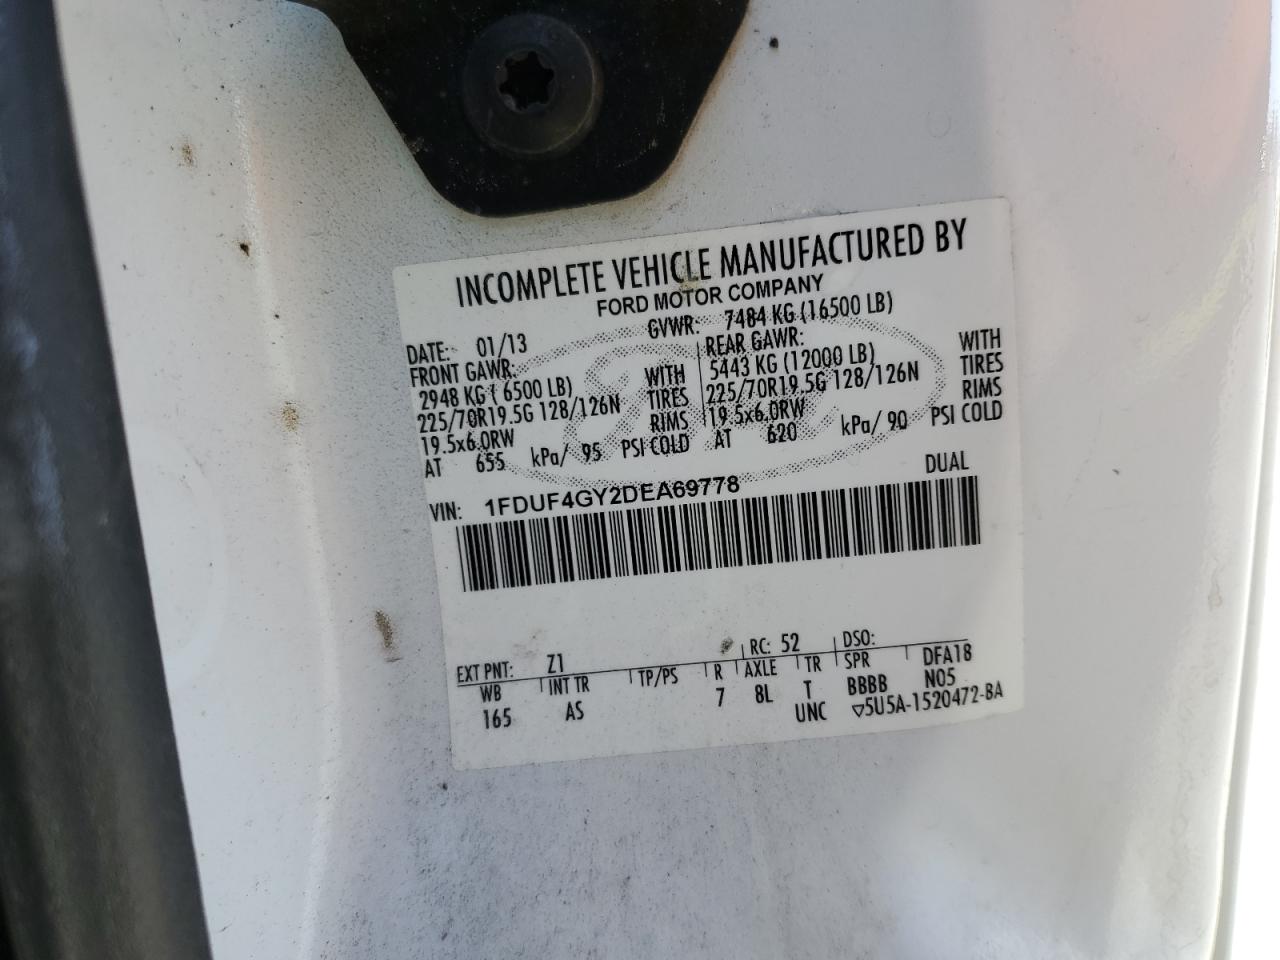 INCOMPLETE VEHICLE MANUFACTURED BY
FORD MOTOR COMPANY
DATE: 01/13 GVWR: 7484 KG (16500 LB)
FRONT GAWR: REAR GAWR:
2948 KG ( 6500 LB) WITH 5443 KG (12000 LB) WITH
225/70R19.5G 128/126N TIRES 225/70R19.5G 128/126N TIRES
19.5x6.0RW RIMS 19.5x6.0RW RIMS
AT 655 kPa/ 95 PSI COLD AT 620 kPa/ 90 PSI COLD
VIN: 1FDUF4GY2DEA69778 DUAL
EXT PNT: Z1 RC: 52 DSO:
WB INT TR TP/PS R AXLE TR SPR DFA18
165 AS 7 8L T BBBB N05
UNC ▽5U5A-1520472-BA